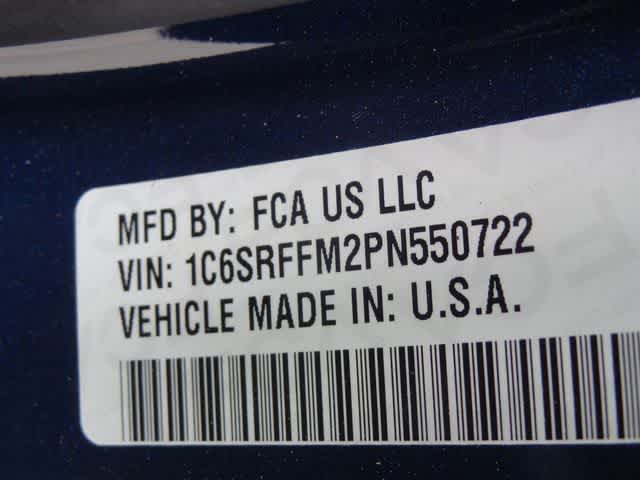 MFD BY: FCA US LLC
VIN: 1C6SRFFM2PN550722
VEHICLE MADE IN: U.S.A.